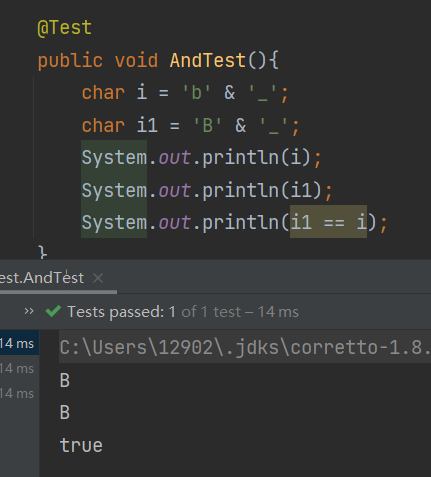 @Test
public void AndTest(){
char i = 'b' & '_';
char i1 = 'B' & '_';
System.out.println(i);
System.out.println(i1);
System.out.println(i1 == i);
}
est.AndTest ×
>> ✔ Tests passed: 1 of 1 test – 14 ms
14 ms C:\Users\12902\.jdks\corretto-1.8.
14 ms B
14 ms B
true